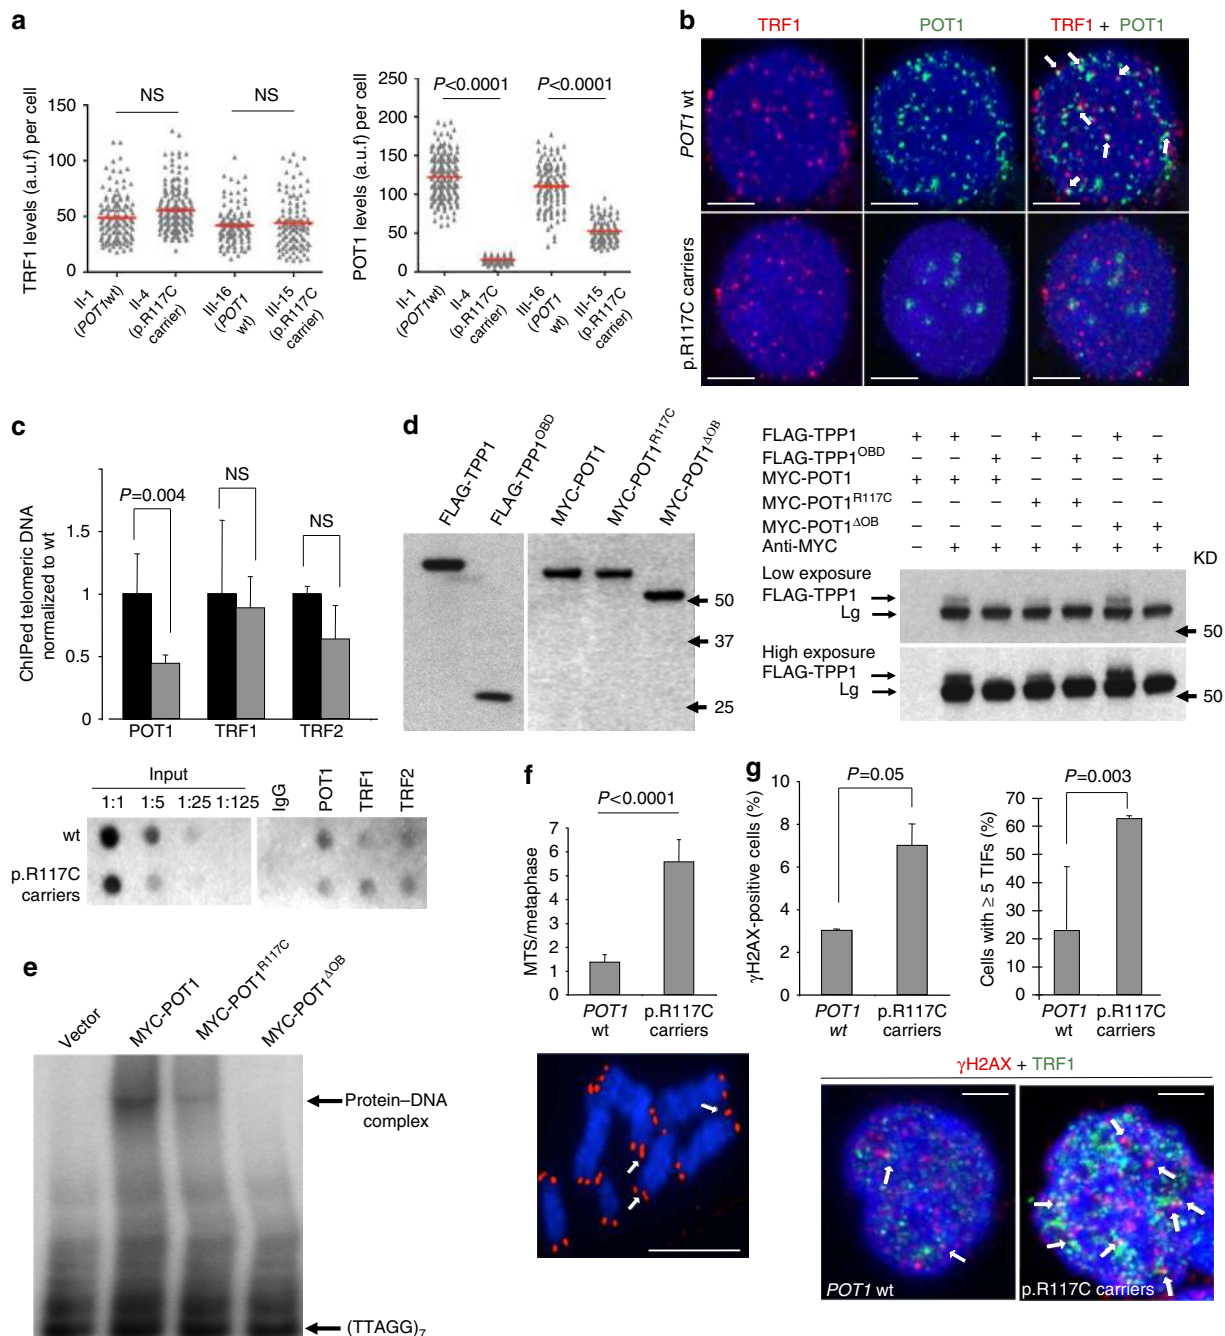 a
TRF1 levels (a.u.f) per cell
150
100
50
0
NS
NS
II-1 (POT1wt)
II-4 (p.R117C carrier)
III-16 (POT1 wt)
III-15 (p.R117C carrier)
POT1 levels (a.u.f) per cell
250
200
150
100
50
0
P<0.0001
P<0.0001
II-1 (POT1wt)
II-4 (p.R117C carrier)
III-16 (POT1 wt)
III-15 (p.R117C carrier)
b
TRF1
POT1
TRF1 + POT1
POT1 wt
p.R117C carriers
c
ChIPed telomeric DNA normalized to wt
1.5
1
0.5
0
P=0.004
NS
NS
POT1
TRF1
TRF2
Input
1:1 1:5 1:25 1:125
IgG
POT1
TRF1
TRF2
wt
p.R117C carriers
d
FLAG-TPP1
FLAG-TPP1OBD
MYC-POT1
MYC-POT1R117C
MYC-POT1ΔOB
50
37
25
FLAG-TPP1 + + – + – + –
FLAG-TPP1OBD – – + – + – +
MYC-POT1 + + + – – – –
MYC-POT1R117C – – – + + – –
MYC-POT1ΔOB – – – – – + +
Anti-MYC – + + + + + +
KD
Low exposure
FLAG-TPP1
Lg
50
High exposure
FLAG-TPP1
Lg
50
e
Vector
MYC-POT1
MYC-POT1R117C
MYC-POT1ΔOB
Protein–DNA complex
(TTAGG)7
f
P<0.0001
MTS/metaphase
7
6
5
4
3
2
1
0
POT1 wt
p.R117C carriers
g
γH2AX-positive cells (%)
10
8
6
4
2
0
P=0.05
POT1 wt
p.R117C carriers
Cells with ≥ 5 TIFs (%)
70
60
50
40
30
20
10
0
P=0.003
POT1 wt
p.R117C carriers
γH2AX + TRF1
POT1 wt
p.R117C carriers